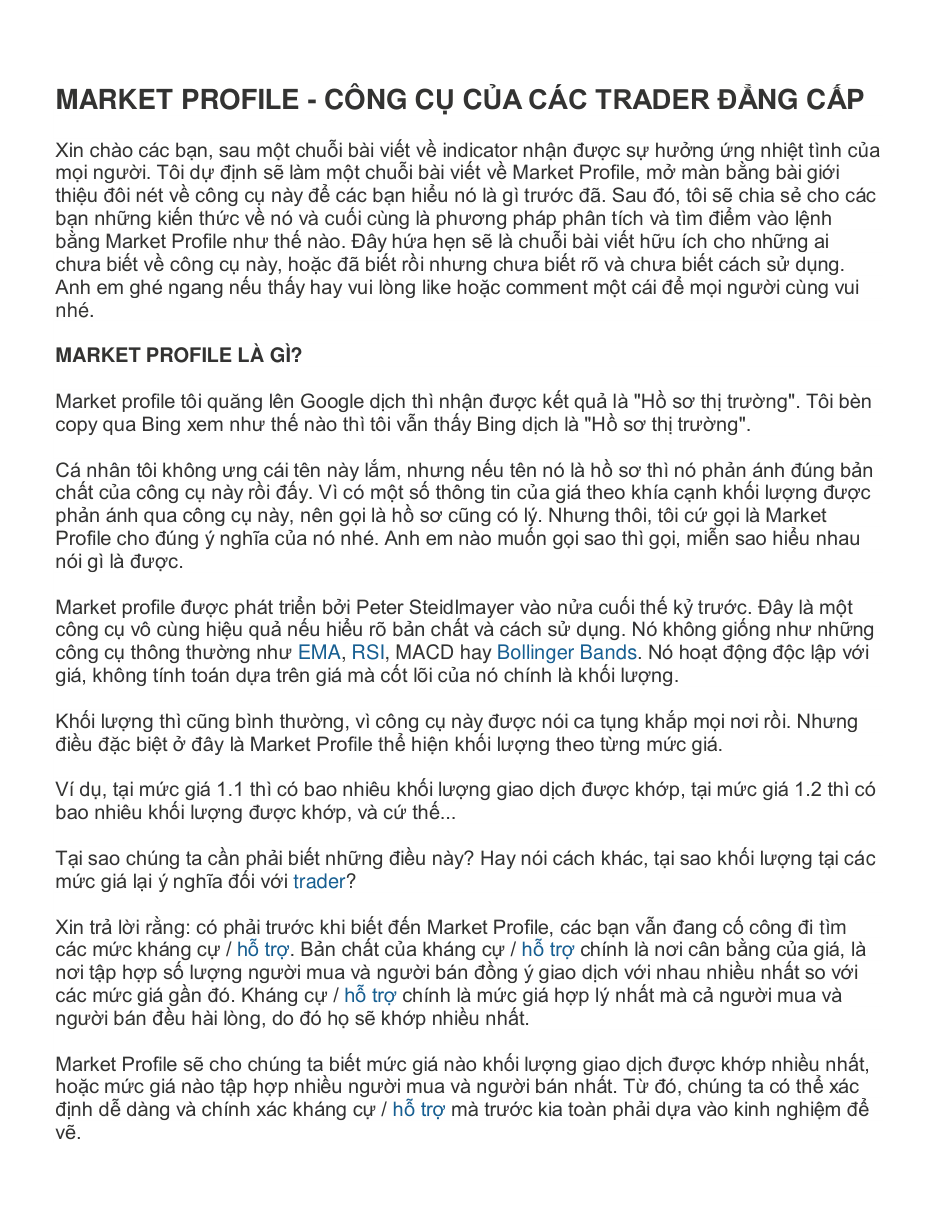 MARKET PROFILE - CÔNG CỤ CỦA CÁC TRADER ĐẲNG CẤP
Xin chào các bạn, sau một chuỗi bài viết về indicator nhận được sự hưởng ứng nhiệt tình của
mọi người. Tôi dự định sẽ làm một chuỗi bài viết về Market Profile, mở màn bằng bài giới
thiệu đôi nét về công cụ này để các bạn hiểu nó là gì trước đã. Sau đó, tôi sẽ chia sẻ cho các
bạn những kiến thức về nó và cuối cùng là phương pháp phân tích và tìm điểm vào lệnh
bằng Market Profile như thế nào. Đây hứa hẹn sẽ là chuỗi bài viết hữu ích cho những ai
chưa biết về công cụ này, hoặc đã biết rồi nhưng chưa biết rõ và chưa biết cách sử dụng.
Anh em ghé ngang nếu thấy hay vui lòng like hoặc comment một cái để mọi người cùng vui
nhé.
MARKET PROFILE LÀ GÌ?
Market profile tôi quăng lên Google dịch thì nhận được kết quả là "Hồ sơ thị trường". Tôi bèn
copy qua Bing xem như thế nào thì tôi vẫn thấy Bing dịch là "Hồ sơ thị trường".
Cá nhân tôi không ưng cái tên này lắm, nhưng nếu tên nó là hồ sơ thì nó phản ánh đúng bản
chất của công cụ này rồi đấy. Vì có một số thông tin của giá theo khía cạnh khối lượng được
phản ánh qua công cụ này, nên gọi là hồ sơ cũng có lý. Nhưng thôi, tôi cứ gọi là Market
Profile cho đúng ý nghĩa của nó nhé. Anh em nào muốn gọi sao thì gọi, miễn sao hiểu nhau
nói gì là được.
Market profile được phát triển bởi Peter Steidlmayer vào nửa cuối thế kỷ trước. Đây là một
công cụ vô cùng hiệu quả nếu hiểu rõ bản chất và cách sử dụng. Nó không giống như những
công cụ thông thường như EMA, RSI, MACD hay Bollinger Bands. Nó hoạt động độc lập với
giá, không tính toán dựa trên giá mà cốt lõi của nó chính là khối lượng.
Khối lượng thì cũng bình thường, vì công cụ này được nói ca tụng khắp mọi nơi rồi. Nhưng
điều đặc biệt ở đây là Market Profile thể hiện khối lượng theo từng mức giá.
Ví dụ, tại mức giá 1.1 thì có bao nhiêu khối lượng giao dịch được khớp, tại mức giá 1.2 thì có
bao nhiêu khối lượng được khớp, và cứ thế...
Tại sao chúng ta cần phải biết những điều này? Hay nói cách khác, tại sao khối lượng tại các
mức giá lại ý nghĩa đối với trader?
Xin trả lời rằng: có phải trước khi biết đến Market Profile, các bạn vẫn đang cố công đi tìm
các mức kháng cự / hỗ trợ. Bản chất của kháng cự / hỗ trợ chính là nơi cân bằng của giá, là
nơi tập hợp số lượng người mua và người bán đồng ý giao dịch với nhau nhiều nhất so với
các mức giá gần đó. Kháng cự / hỗ trợ chính là mức giá hợp lý nhất mà cả người mua và
người bán đều hài lòng, do đó họ sẽ khớp nhiều nhất.
Market Profile sẽ cho chúng ta biết mức giá nào khối lượng giao dịch được khớp nhiều nhất,
hoặc mức giá nào tập hợp nhiều người mua và người bán nhất. Từ đó, chúng ta có thể xác
định dễ dàng và chính xác kháng cự / hỗ trợ mà trước kia toàn phải dựa vào kinh nghiệm để
vẽ.